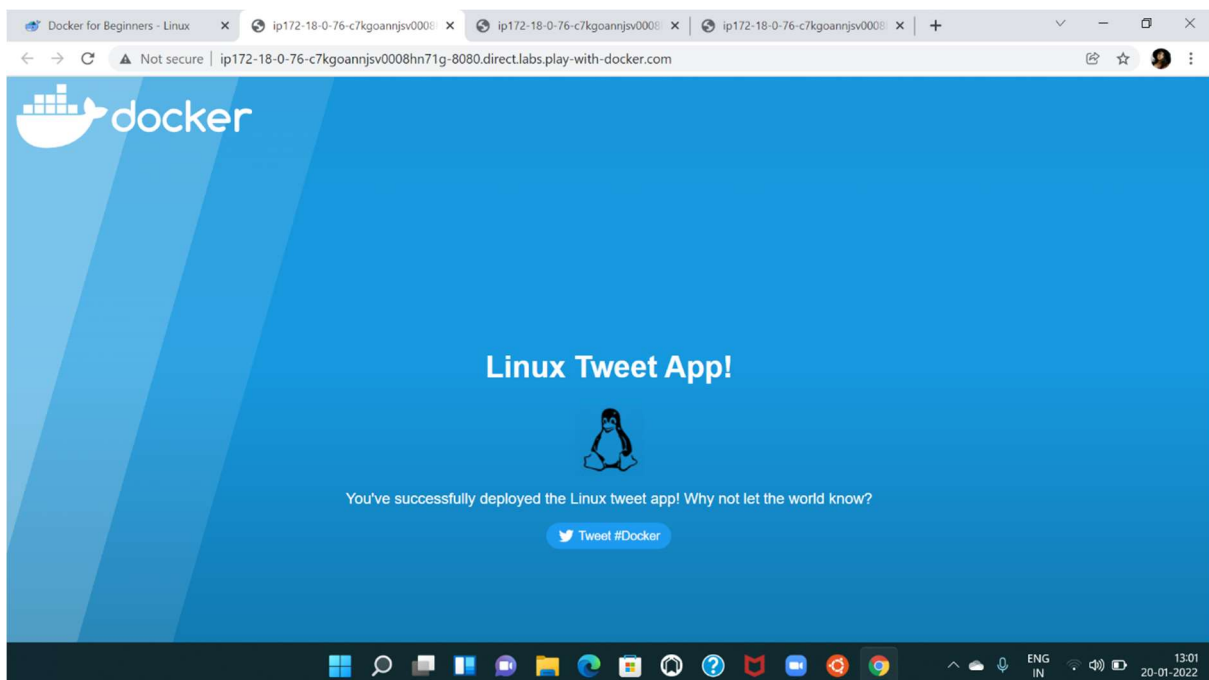 Docker for Beginners - Linux
ip172-18-0-76-c7kgoannjsv0008
ip172-18-0-76-c7kgoannjsv0008
ip172-18-0-76-c7kgoannjsv0008
Not secure | ip172-18-0-76-c7kgoannjsv0008hn71g-8080.direct.labs.play-with-docker.com
docker
Linux Tweet App!
You've successfully deployed the Linux tweet app! Why not let the world know?
Tweet #Docker
ENG
IN
13:01
20-01-2022